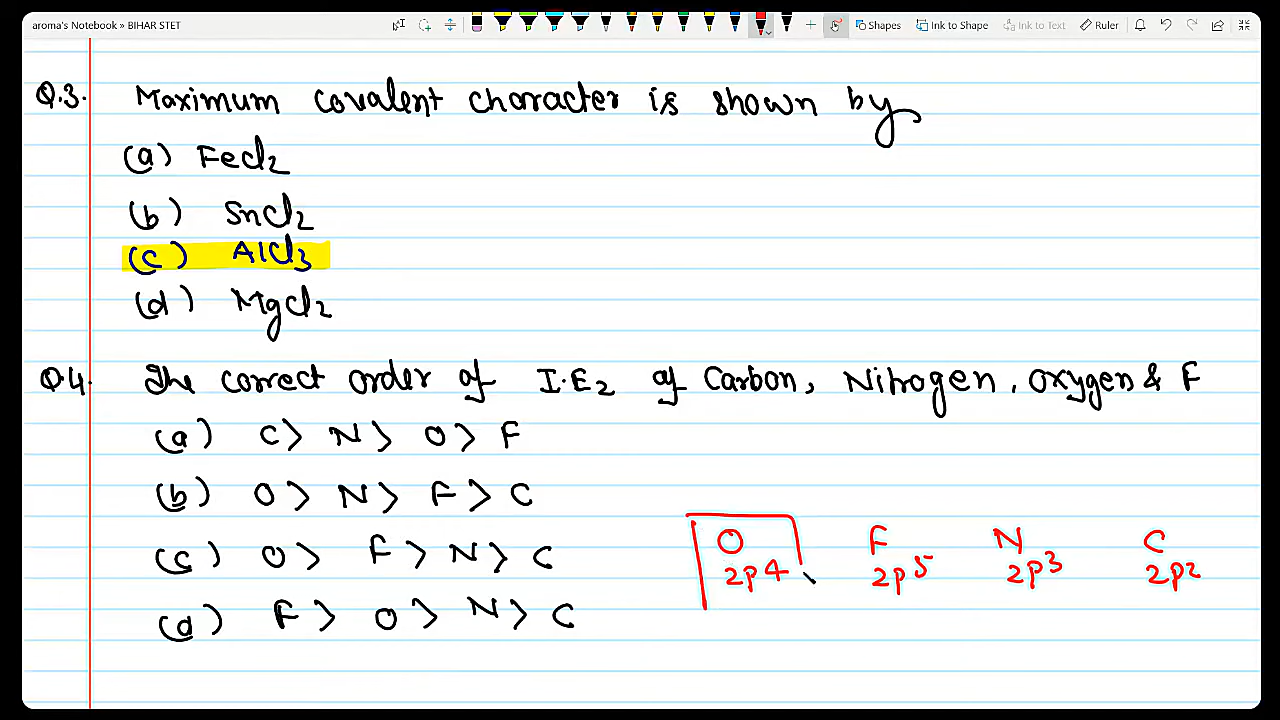 aroma's Notebook » BIHAR STET
Shapes Ink to Shape Ink to Text Ruler
Q.3. Maximum covalent character is shown by
(a) FeCl2
(b) SnCl2
(c) AlCl3
(d) MgCl2
Q.4. The correct order of I.E2 of Carbon, Nitrogen, Oxygen & F
(a) C > N > O > F
(b) O > N > F > C
(c) O > F > N > C
(d) F > O > N > C
O F N C
2p4 2p5 2p3 2p2